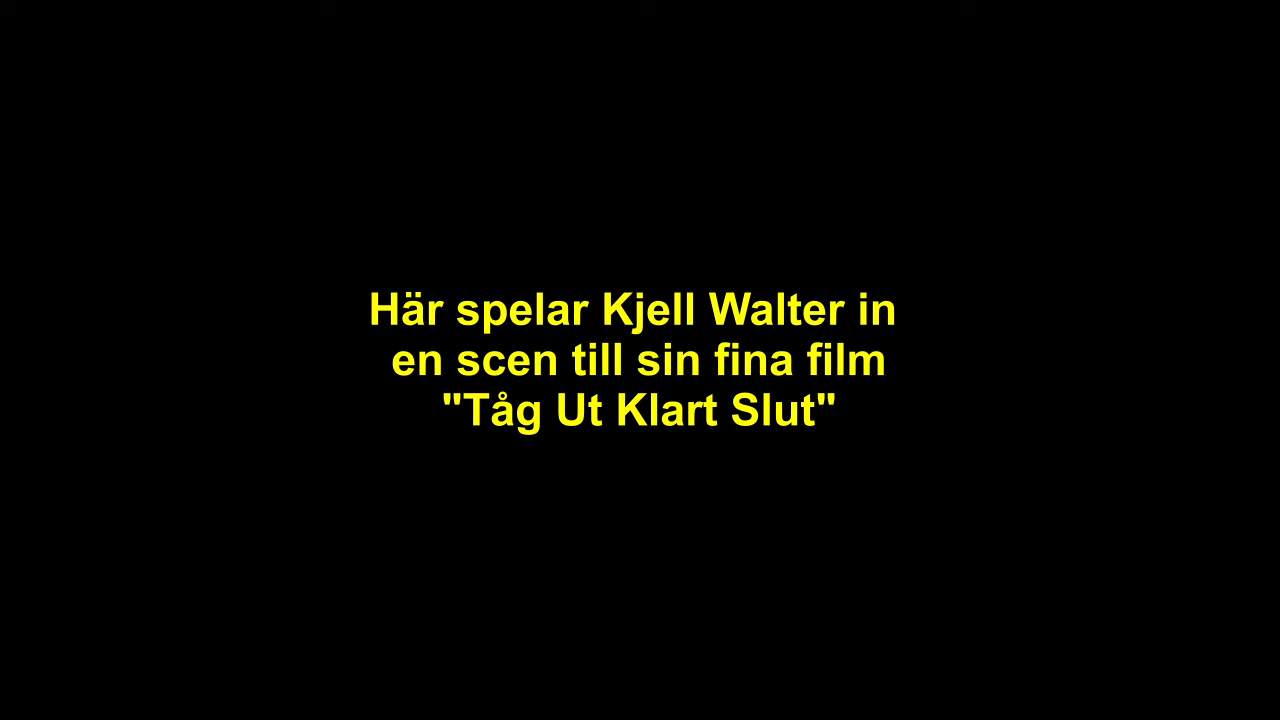 Här spelar Kjell Walter in
en scen till sin fina film
"Tåg Ut Klart Slut"